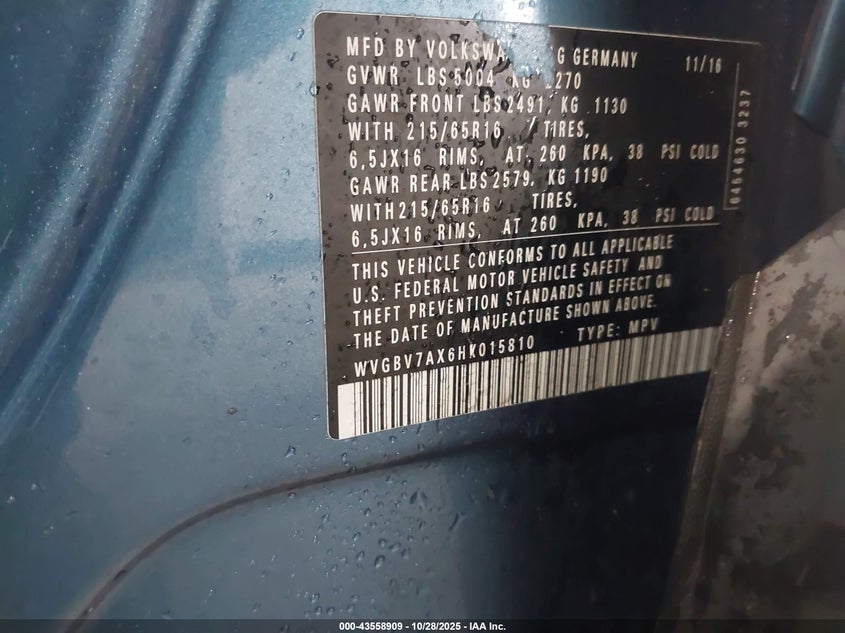 MFD BY VOLKSWA G GERMANY 11/16
GVWR LBS 5004 KG 270
GAWR FRONT LBS 2491, KG 1130
WITH 215/65R16 / TIRES,
6,5JX16 RIMS, AT 260 KPA, 38 PSI COLD
GAWR REAR LBS 2579, KG 1190
WITH 215/65R16 TIRES,
6,5JX16 RIMS, AT 260 KPA, 38 PSI COLD
THIS VEHICLE CONFORMS TO ALL APPLICABLE
U.S. FEDERAL MOTOR VEHICLE SAFETY AND
THEFT PREVENTION STANDARDS IN EFFECT ON
THE DATE OF MANUFACTURE SHOWN ABOVE.
WVGBV7AX6HK015810 TYPE: MPV
6464630 3237
000-43558909 - 10/28/2025 - IAA Inc.